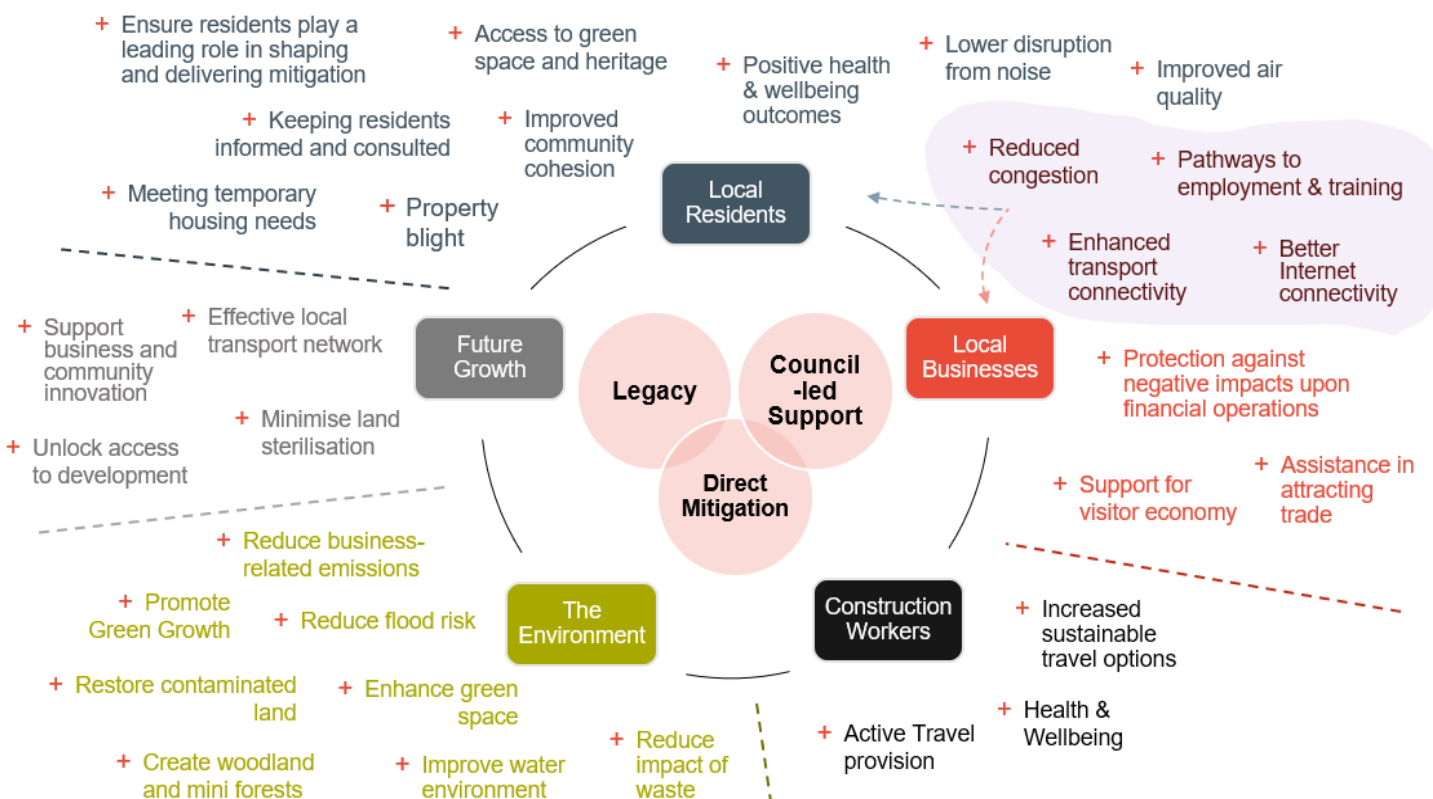 + Ensure residents play a
leading role in shaping
and delivering mitigation
+ Access to green
space and heritage
+ Positive health
& wellbeing
outcomes
+ Lower disruption
from noise
+ Improved air
quality
+ Keeping residents
informed and consulted
+ Improved
community
cohesion
+ Meeting temporary
housing needs
+ Property
blight
Local
Residents
+ Reduced
congestion
+ Pathways to
employment & training
+ Enhanced
transport
connectivity
+ Better
Internet
connectivity
+ Support
business and
community
innovation
+ Effective local
transport network
+ Minimise land
sterilisation
+ Unlock access
to development
Future
Growth
Legacy
Council
-led
Support
Direct
Mitigation
Local
Businesses
+ Protection against
negative impacts upon
financial operations
+ Support for
visitor economy
+ Assistance in
attracting
trade
+ Reduce business-
related emissions
+ Promote
Green Growth
+ Reduce flood risk
The
Environment
Construction
Workers
+ Increased
sustainable
travel options
+ Restore contaminated
land
+ Enhance green
space
+ Create woodland
and mini forests
+ Improve water
environment
+ Reduce
impact of
waste
+ Active Travel
provision
+ Health &
Wellbeing